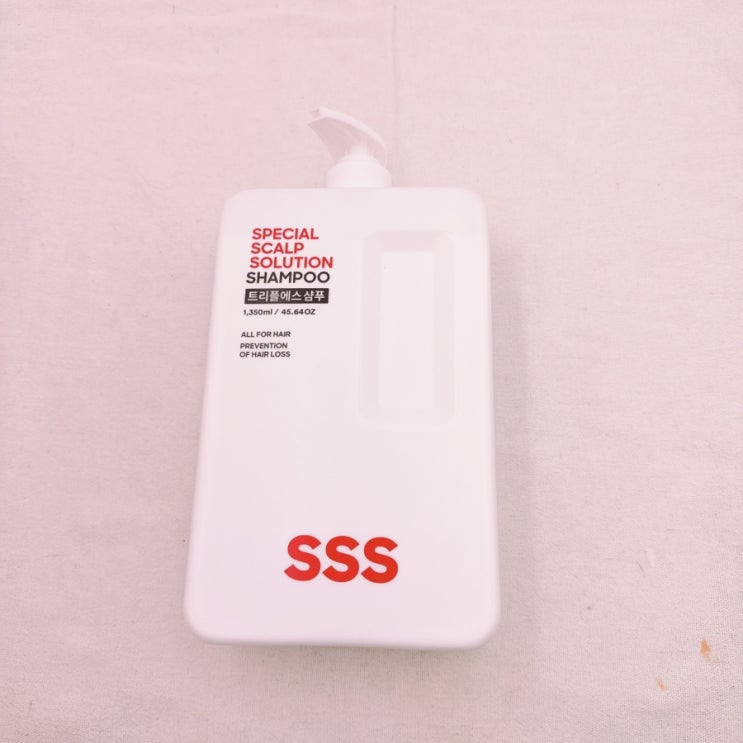 SPECIAL
SCALP
SOLUTION
SHAMPOO
트리플에스 샴푸
1,350ml / 45.64OZ
ALL FOR HAIR
PREVENTION
OF HAIR LOSS
SSS